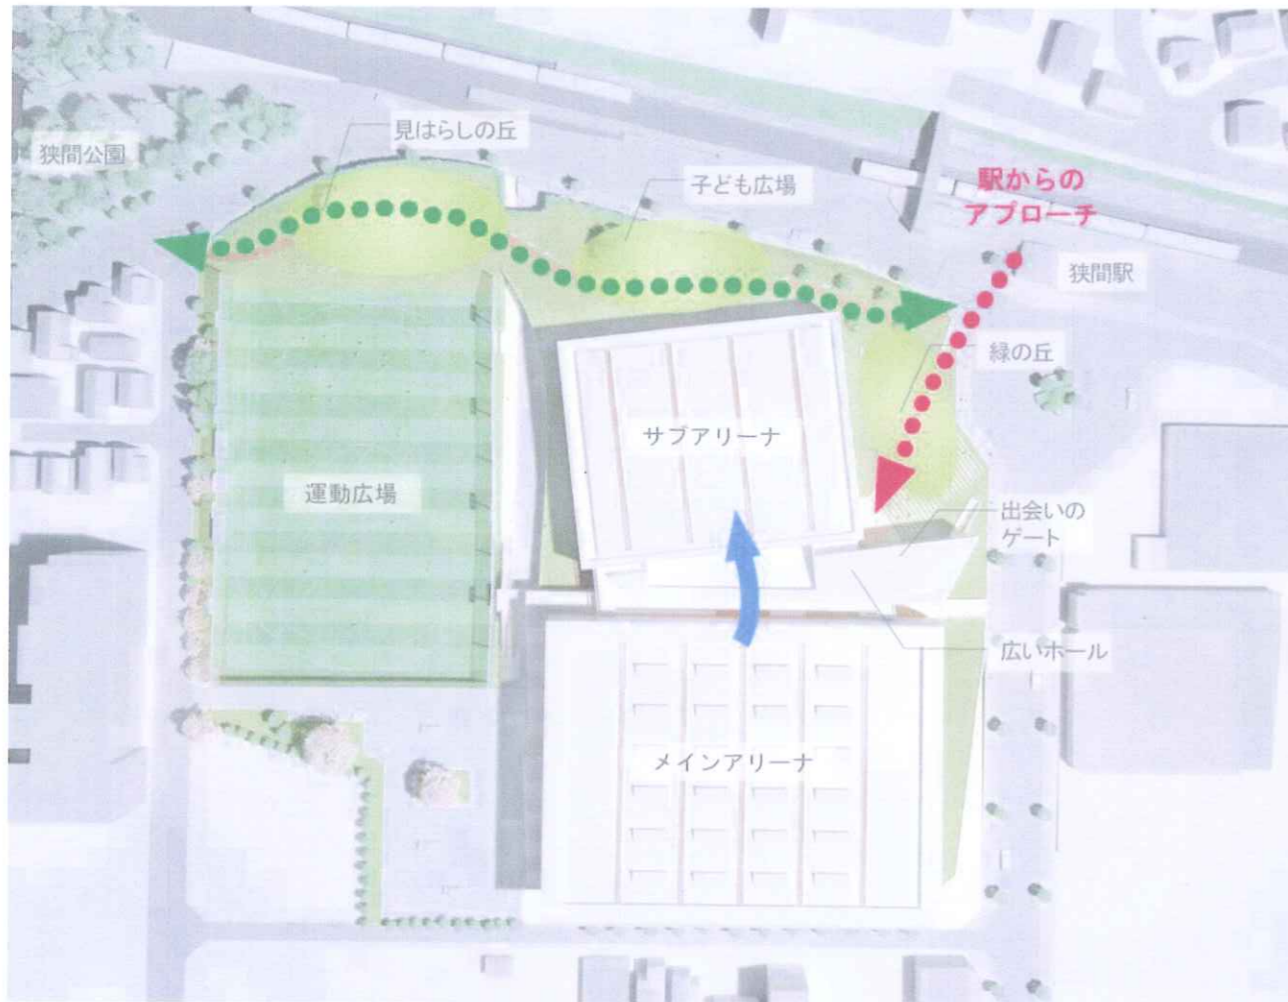 見はらしの丘
狭間公園
子ども広場
駅からの
アプローチ
狭間駅
緑の丘
サブアリーナ
運動広場
出会いの
ゲート
広いホール
メインアリーナ